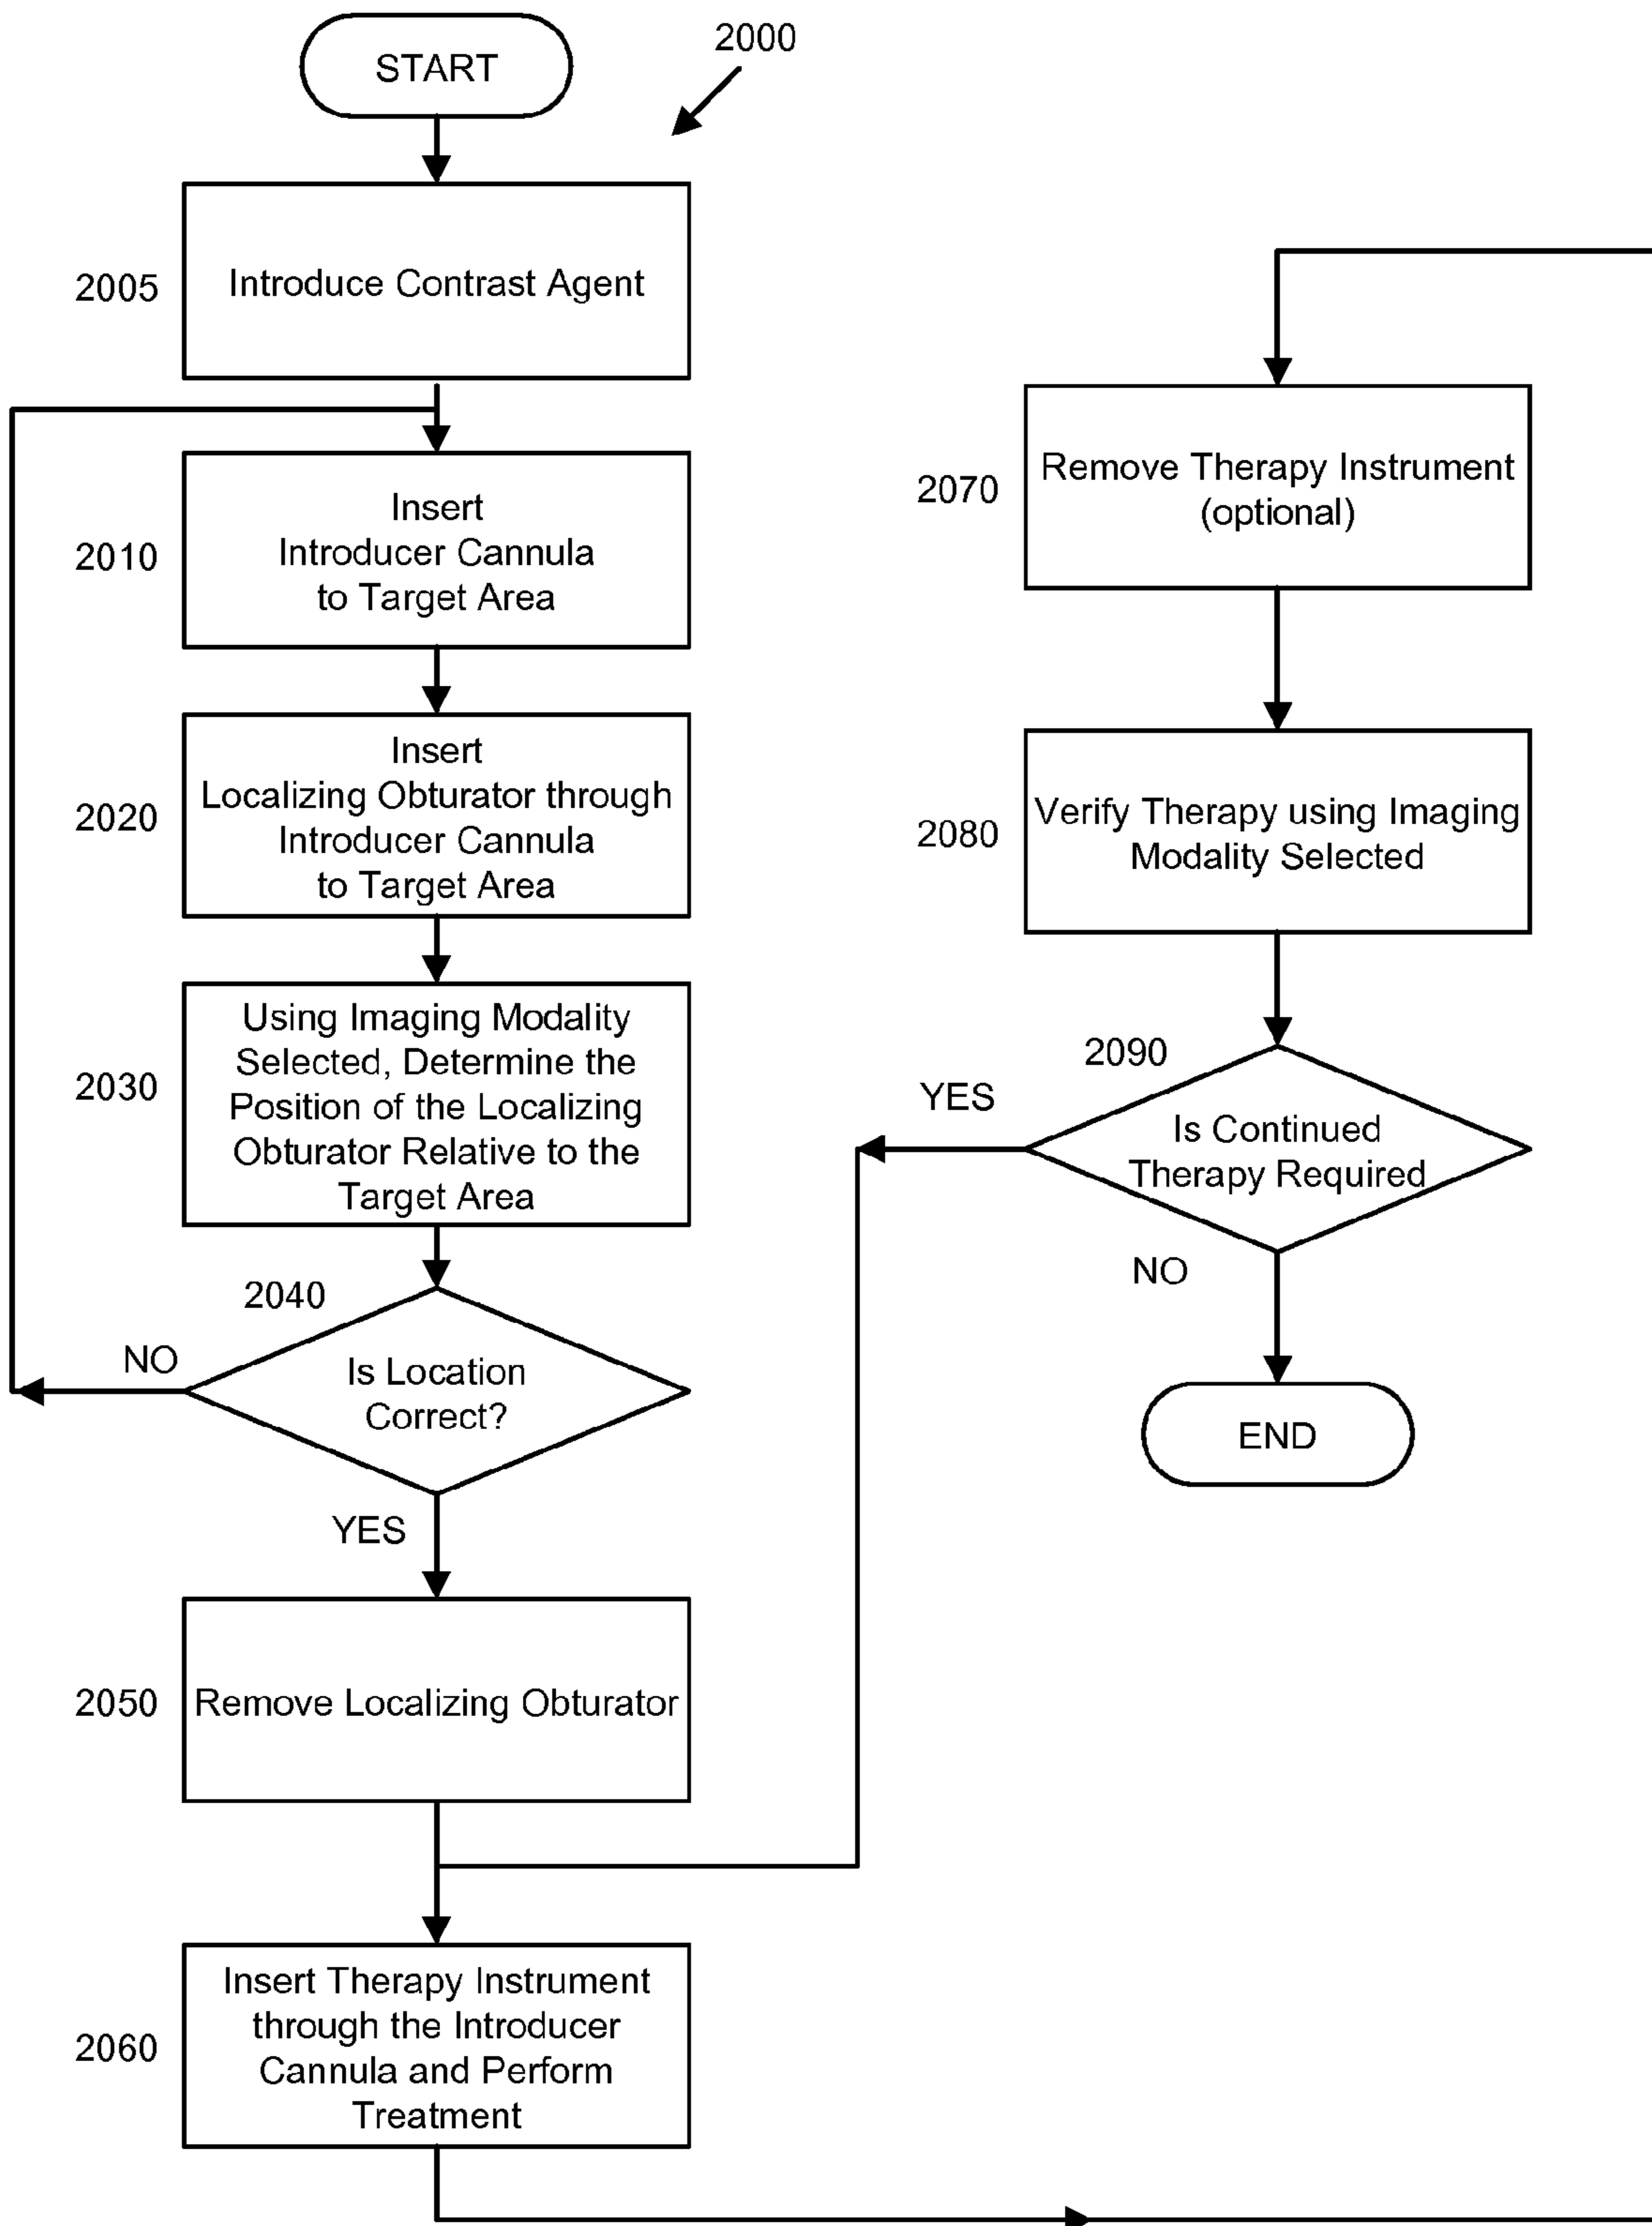 START
2000
2005
Introduce Contrast Agent
2010
Insert
Introducer Cannula
to Target Area
2020
Insert
Localizing Obturator through
Introducer Cannula
to Target Area
2030
Using Imaging Modality
Selected, Determine the
Position of the Localizing
Obturator Relative to the
Target Area
2040
NO
Is Location
Correct?
YES
2050
Remove Localizing Obturator
2060
Insert Therapy Instrument
through the Introducer
Cannula and Perform
Treatment
2070
Remove Therapy Instrument
(optional)
2080
Verify Therapy using Imaging
Modality Selected
2090
YES
Is Continued
Therapy Required
NO
END